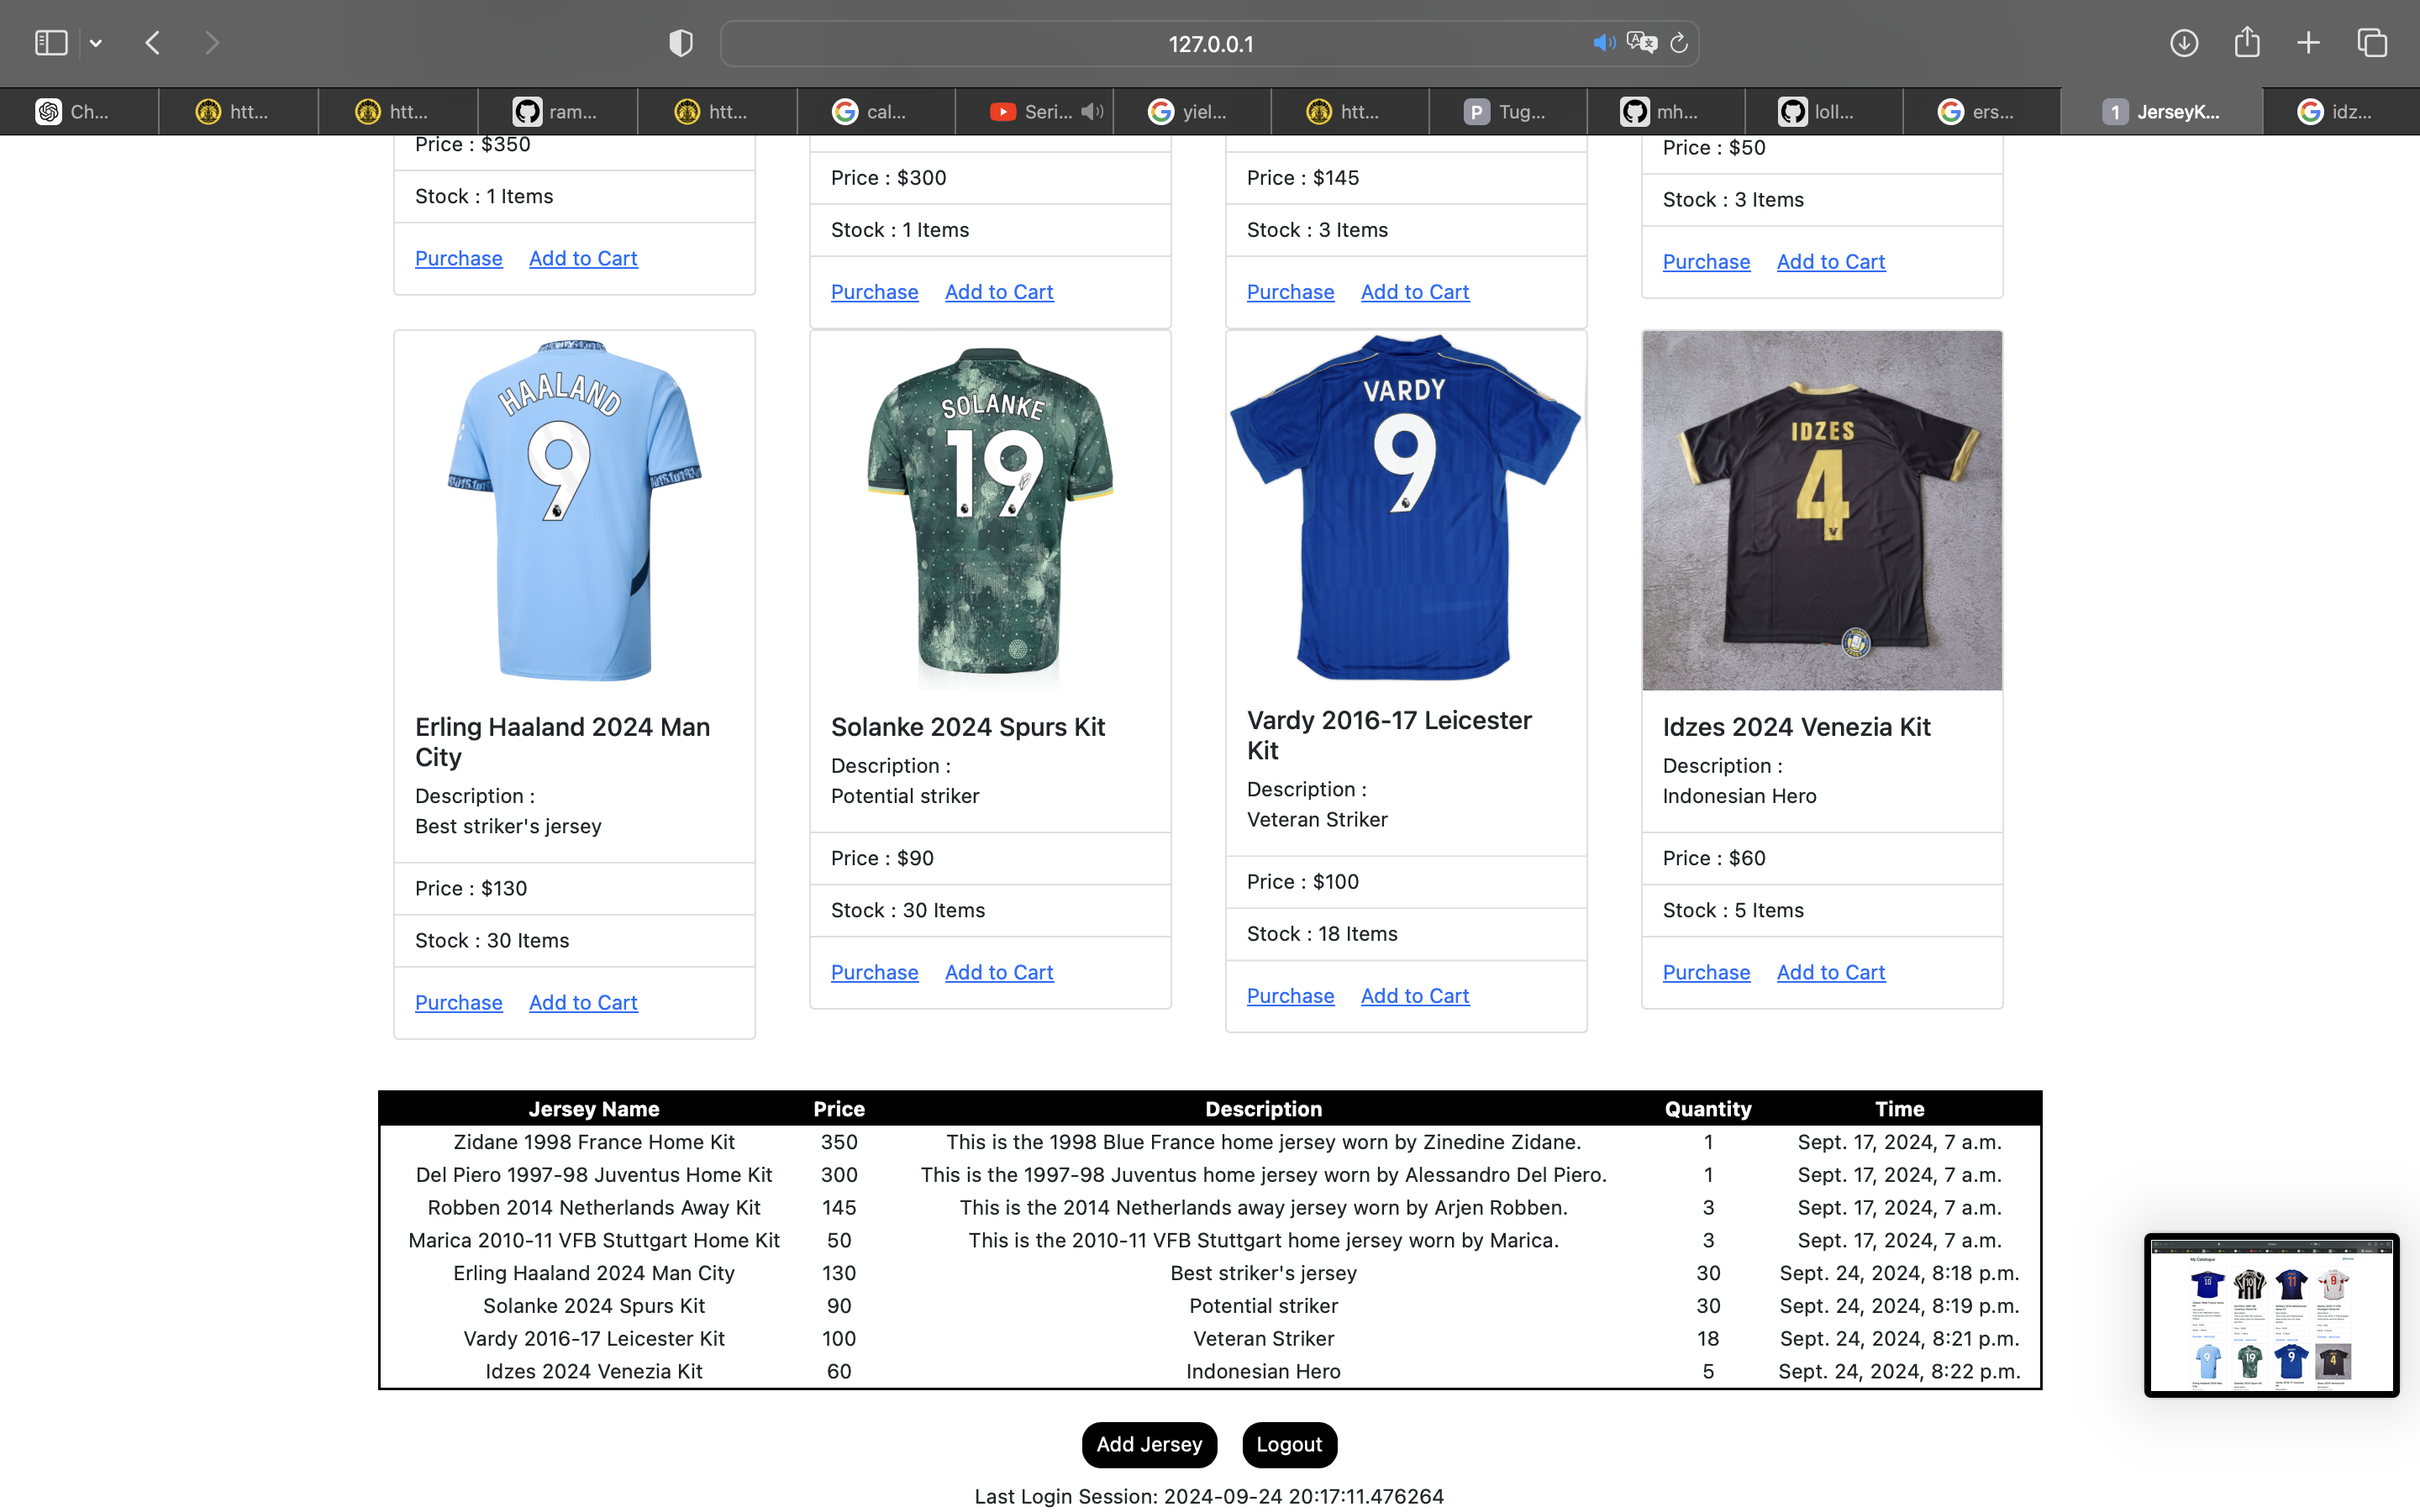 127.0.0.1
Ch...
htt...
htt...
ram...
htt...
cal...
Seri...
yiel...
htt...
P Tug...
mh...
loll...
ers...
1 JerseyK...
idz...
Price : $350
Stock : 1 Items
Purchase Add to Cart
Price : $300
Stock : 1 Items
Purchase Add to Cart
Price : $145
Stock : 3 Items
Purchase Add to Cart
Price : $50
Stock : 3 Items
Purchase Add to Cart
HAALAND
9
Erling Haaland 2024 Man
City
Description :
Best striker's jersey
Price : $130
Stock : 30 Items
Purchase Add to Cart
SOLANKE
19
Solanke 2024 Spurs Kit
Description :
Potential striker
Price : $90
Stock : 30 Items
Purchase Add to Cart
VARDY
9
Vardy 2016-17 Leicester
Kit
Description :
Veteran Striker
Price : $100
Stock : 18 Items
Purchase Add to Cart
IDZES
4
Idzes 2024 Venezia Kit
Description :
Indonesian Hero
Price : $60
Stock : 5 Items
Purchase Add to Cart
Jersey Name Price Description Quantity Time
Zidane 1998 France Home Kit 350 This is the 1998 Blue France home jersey worn by Zinedine Zidane. 1 Sept. 17, 2024, 7 a.m.
Del Piero 1997-98 Juventus Home Kit 300 This is the 1997-98 Juventus home jersey worn by Alessandro Del Piero. 1 Sept. 17, 2024, 7 a.m.
Robben 2014 Netherlands Away Kit 145 This is the 2014 Netherlands away jersey worn by Arjen Robben. 3 Sept. 17, 2024, 7 a.m.
Marica 2010-11 VFB Stuttgart Home Kit 50 This is the 2010-11 VFB Stuttgart home jersey worn by Marica. 3 Sept. 17, 2024, 7 a.m.
Erling Haaland 2024 Man City 130 Best striker's jersey 30 Sept. 24, 2024, 8:18 p.m.
Solanke 2024 Spurs Kit 90 Potential striker 30 Sept. 24, 2024, 8:19 p.m.
Vardy 2016-17 Leicester Kit 100 Veteran Striker 18 Sept. 24, 2024, 8:21 p.m.
Idzes 2024 Venezia Kit 60 Indonesian Hero 5 Sept. 24, 2024, 8:22 p.m.
My Catalogue
10
10
11
9
9
19
9
4
Add Jersey Logout
Last Login Session: 2024-09-24 20:17:11.476264